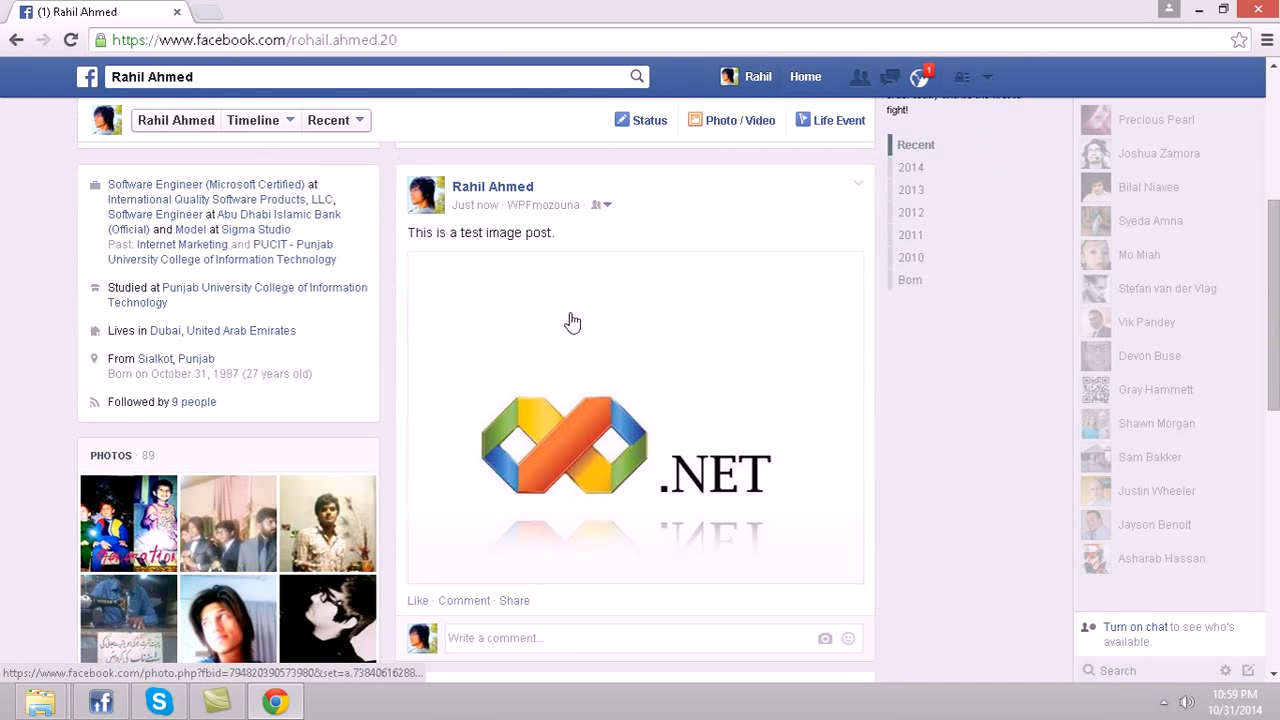 (1) Rahil Ahmed
https://www.facebook.com/rohail.ahmed.20
Rahil Ahmed
Rahil
Home
1
Rahil Ahmed
Timeline
Recent
Status
Photo / Video
Life Event
fight!
Software Engineer (Microsoft Certified) at
International Quality Software Products, LLC,
Software Engineer at Abu Dhabi Islamic Bank
(Official) and Model at Sigma Studio
Past: Internet Marketing and PUCIT - Punjab
University College of Information Technology
Studied at Punjab University College of Information
Technology
Lives in Dubai, United Arab Emirates
From Sialkot, Punjab
Born on October 31, 1987 (27 years old)
Followed by 9 people
PHOTOS · 89
Rahil Ahmed
Just now · WPFmozouna ·
This is a test image post.
.NET
Like · Comment · Share
Write a comment...
Recent
2014
2013
2012
2011
2010
Born
Precious Pearl
Joshua Zamora
Bilal Niaxee
Syeda Amna
Mo Miah
Stefan van der Vlag
Vik Pandey
Devon Buse
Gray Hammett
Shawn Morgan
Sam Bakker
Justin Wheeler
Jayson Benoit
Asharab Hassan
Turn on chat to see who's
available.
Search
https://www.facebook.com/photo.php?fbid=794820390573980&set=a.73840616288...
10:59 PM
10/31/2014